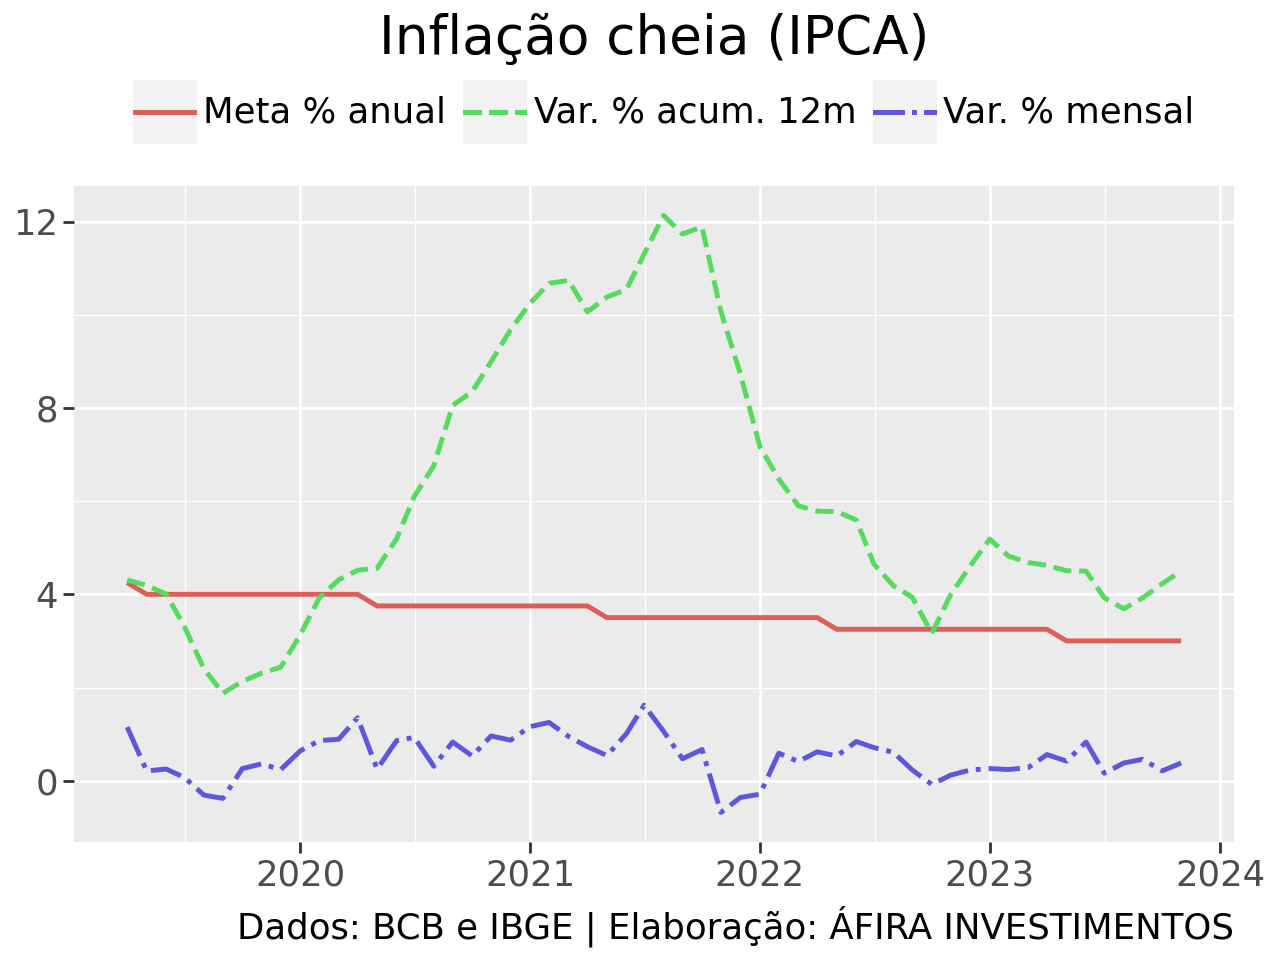 Inflação cheia (IPCA)
Meta % anual Var. % acum. 12m Var. % mensal
12
8
4
0
2020 2021 2022 2023 2024
Dados: BCB e IBGE | Elaboração: ÁFIRA INVESTIMENTOS